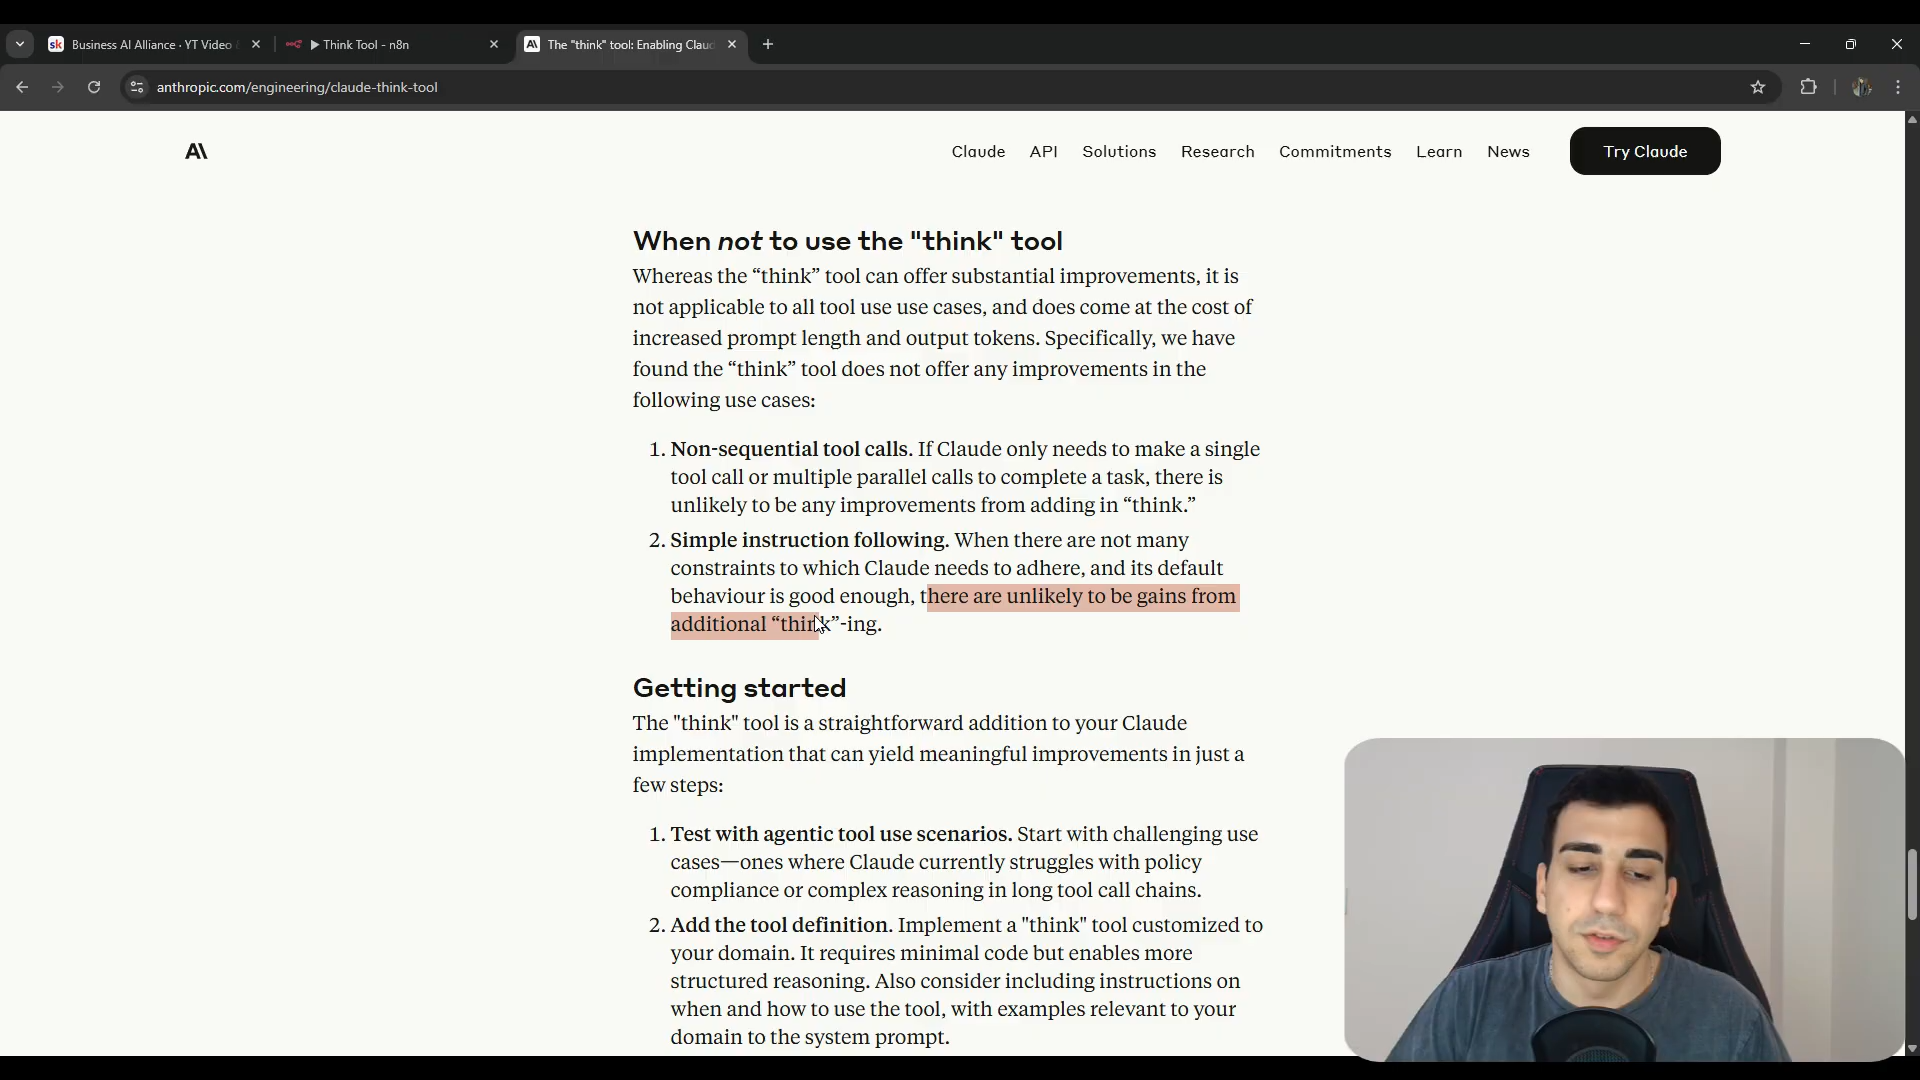 sk Business AI Alliance · YT Video
▶ Think Tool - n8n
The "think" tool: Enabling Clau
anthropic.com/engineering/claude-think-tool
Claude API Solutions Research Commitments Learn News Try Claude
When not to use the "think" tool
Whereas the “think” tool can offer substantial improvements, it is
not applicable to all tool use use cases, and does come at the cost of
increased prompt length and output tokens. Specifically, we have
found the “think” tool does not offer any improvements in the
following use cases:
1. Non-sequential tool calls. If Claude only needs to make a single
tool call or multiple parallel calls to complete a task, there is
unlikely to be any improvements from adding in “think.”
2. Simple instruction following. When there are not many
constraints to which Claude needs to adhere, and its default
behaviour is good enough, there are unlikely to be gains from
additional “think”-ing.
Getting started
The "think" tool is a straightforward addition to your Claude
implementation that can yield meaningful improvements in just a
few steps:
1. Test with agentic tool use scenarios. Start with challenging use
cases—ones where Claude currently struggles with policy
compliance or complex reasoning in long tool call chains.
2. Add the tool definition. Implement a "think" tool customized to
your domain. It requires minimal code but enables more
structured reasoning. Also consider including instructions on
when and how to use the tool, with examples relevant to your
domain to the system prompt.